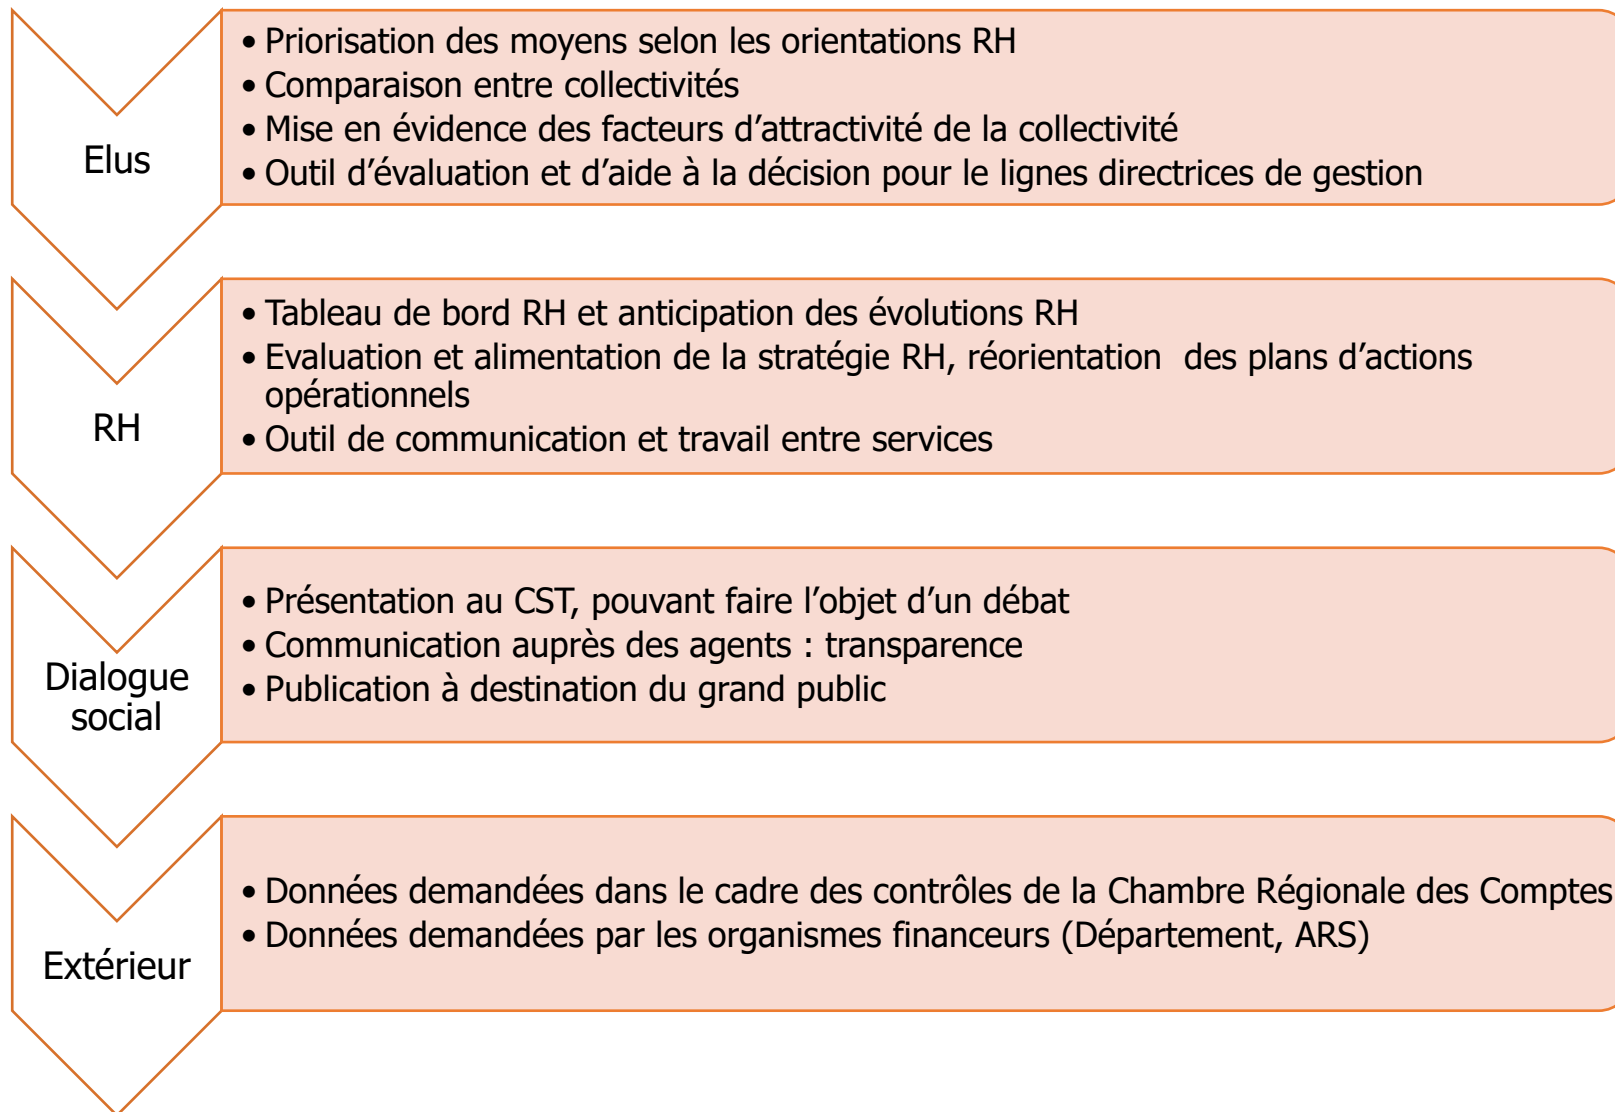 Elus
• Priorisation des moyens selon les orientations RH
• Comparaison entre collectivités
• Mise en évidence des facteurs d’attractivité de la collectivité
• Outil d’évaluation et d’aide à la décision pour le lignes directrices de gestion
RH
• Tableau de bord RH et anticipation des évolutions RH
• Evaluation et alimentation de la stratégie RH, réorientation  des plans d’actions
opérationnels
• Outil de communication et travail entre services
Dialogue
social
• Présentation au CST, pouvant faire l’objet d’un débat
• Communication auprès des agents : transparence
• Publication à destination du grand public
Extérieur
• Données demandées dans le cadre des contrôles de la Chambre Régionale des Comptes
• Données demandées par les organismes financeurs (Département, ARS)